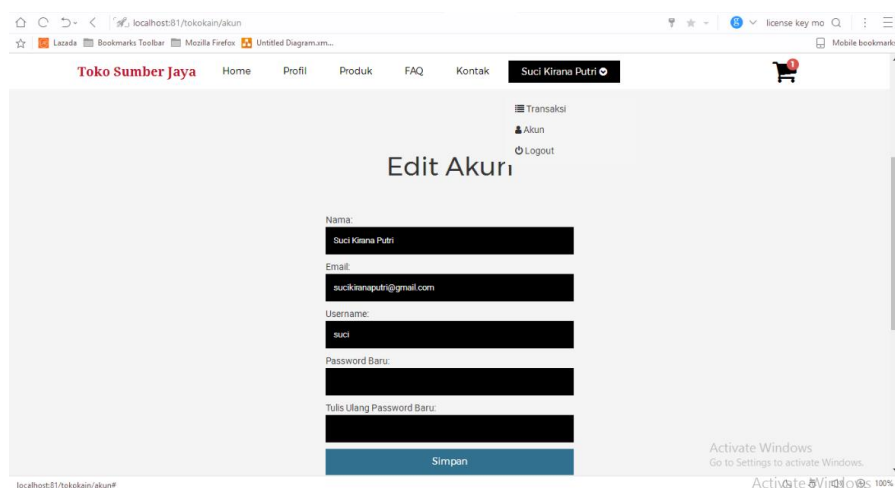 localhost:81/tokokain/akun
license key mo
Lazada Bookmarks Toolbar Mozilla Firefox Untitled Diagram.xm...
Mobile bookmarks
Toko Sumber Jaya Home Profil Produk FAQ Kontak Suci Kirana Putri 1
Transaksi
Akun
Logout
Edit Akun
Nama:
Suci Kirana Putri
Email:
sucikiranaputri@gmail.com
Username:
suci
Password Baru:
Tulis Ulang Password Baru:
Simpan
Activate Windows
Go to Settings to activate Windows.
localhost:81/tokokain/akun#
Activate Windows 100%